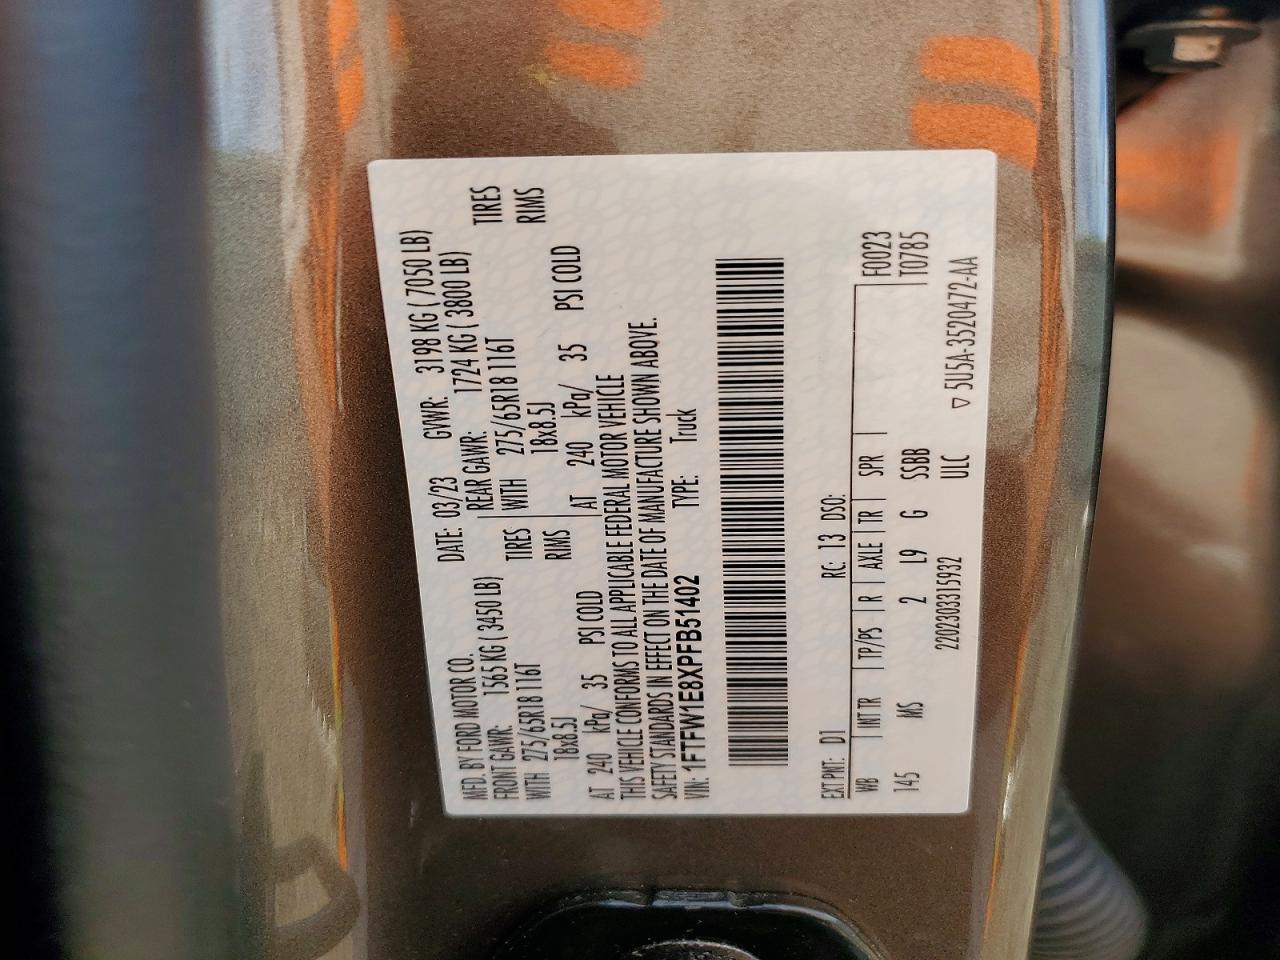 MFD. BY FORD MOTOR CO.
DATE: 03/23 GVWR: 3198 KG ( 7050 LB)
FRONT GAWR: 1565 KG ( 3450 LB)
REAR GAWR: 1724 KG ( 3800 LB)
WITH 275/65R18 116T TIRES
WITH 275/65R18 116T TIRES
18x8.5J RIMS
18x8.5J RIMS
AT 240 kPa/ 35 PSI COLD
AT 240 kPa/ 35 PSI COLD
THIS VEHICLE CONFORMS TO ALL APPLICABLE FEDERAL MOTOR VEHICLE
SAFETY STANDARDS IN EFFECT ON THE DATE OF MANUFACTURE SHOWN ABOVE.
VIN: 1FTFW1E8XPFB51402 TYPE: Truck
EXT PNT: D1 RC: 13 DSO:
WB INT TR TP/PS R AXLE TR SPR F0023
145 MS 2 L9 G SSBB T0785
2202303315932 ULC ▽ 5U5A-3520472-AA